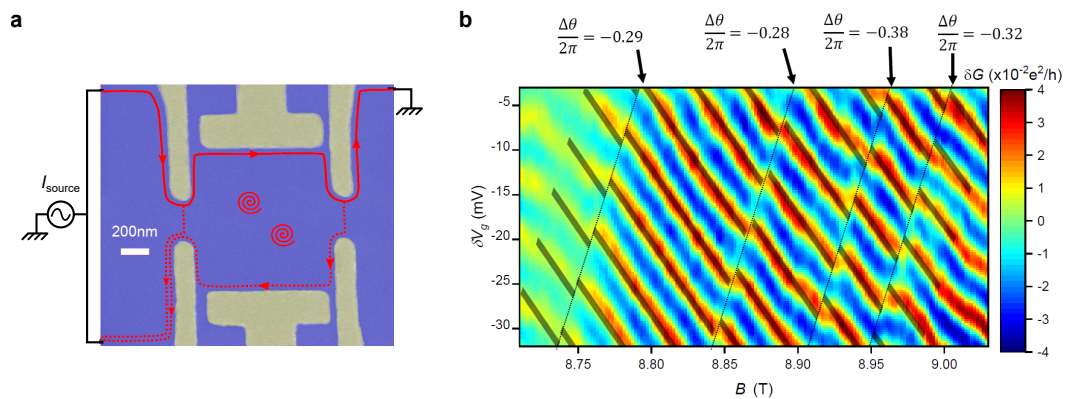 a
b
Δθ/2π = −0.29
Δθ/2π = −0.28
Δθ/2π = −0.38
Δθ/2π = −0.32
δG (x10⁻²e²/h)
I source
200nm
δVg (mV)
-5
-10
-15
-20
-25
-30
8.75
8.80
8.85
8.90
8.95
9.00
B (T)
4
3
2
1
0
-1
-2
-3
-4